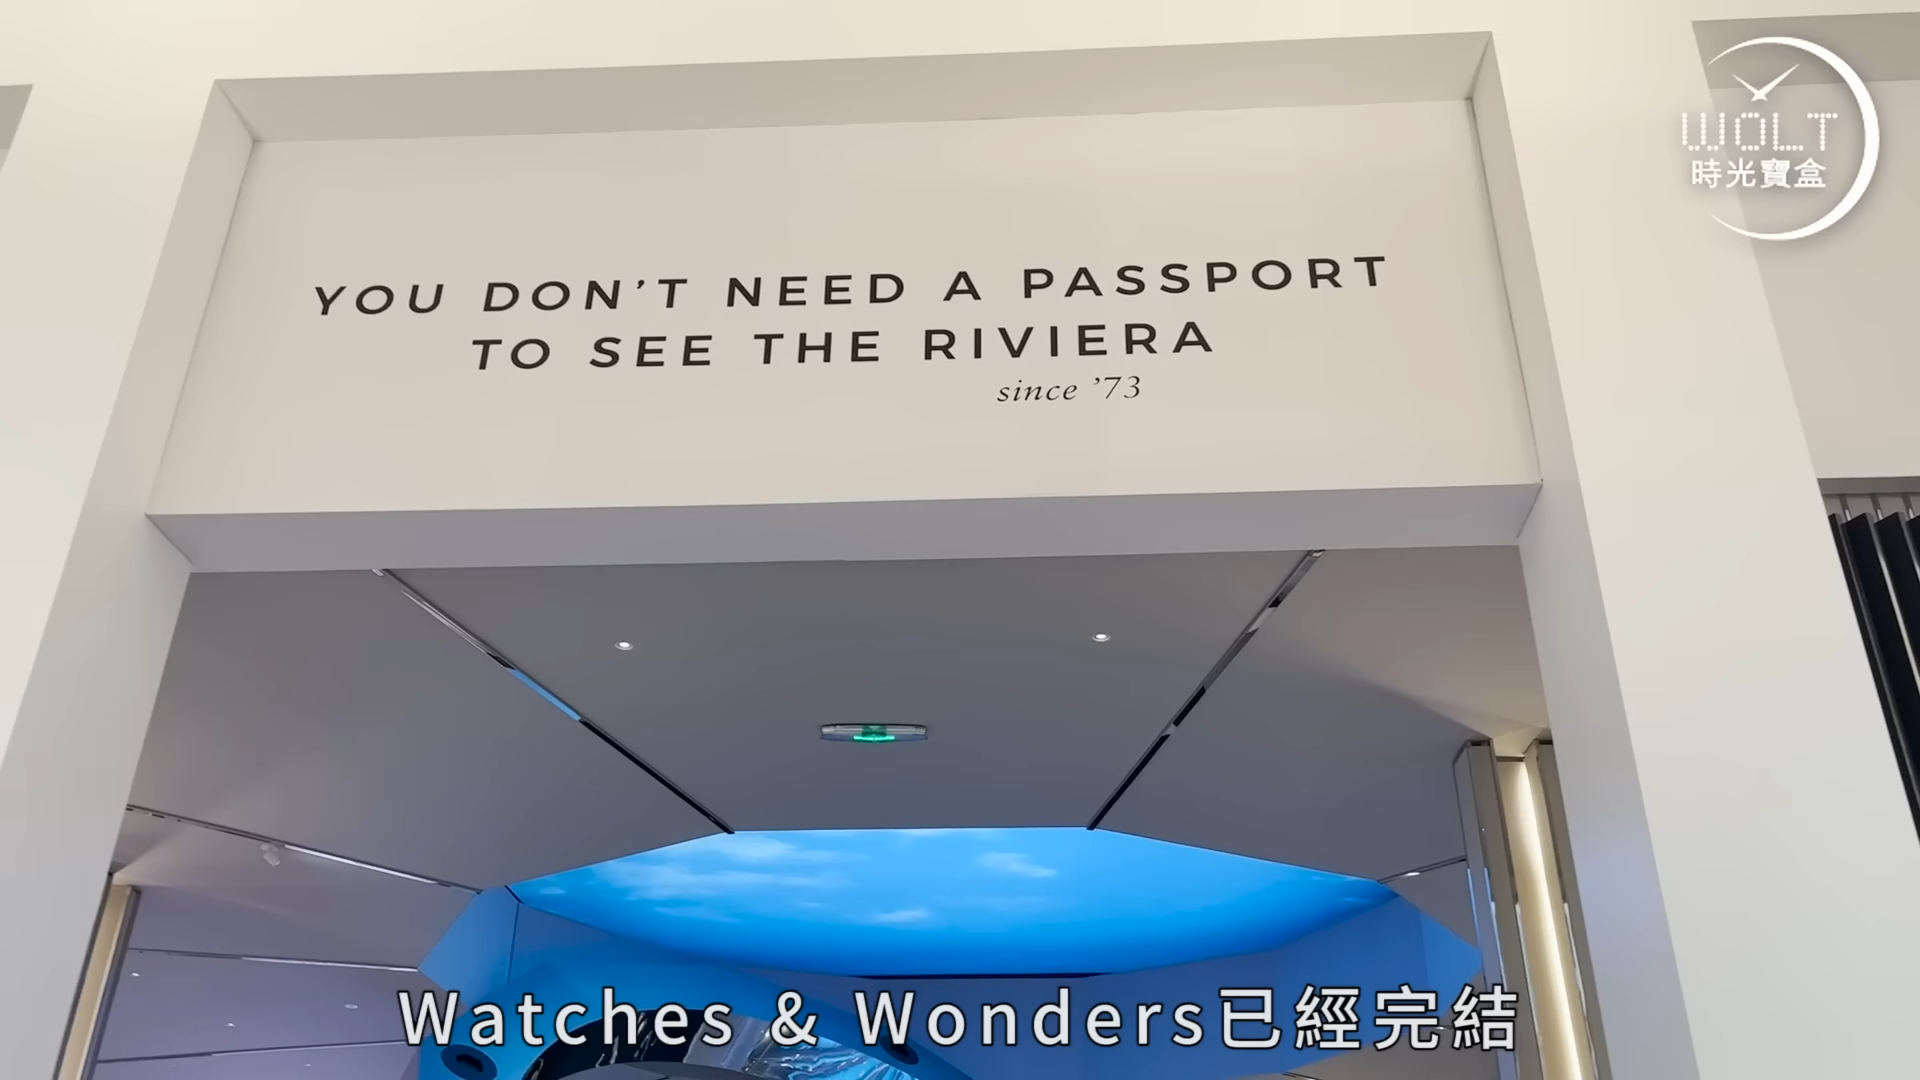 WOLT
時光寶盒
YOU DON'T NEED A PASSPORT
TO SEE THE RIVIERA
since '73
Watches & Wonders已經完結